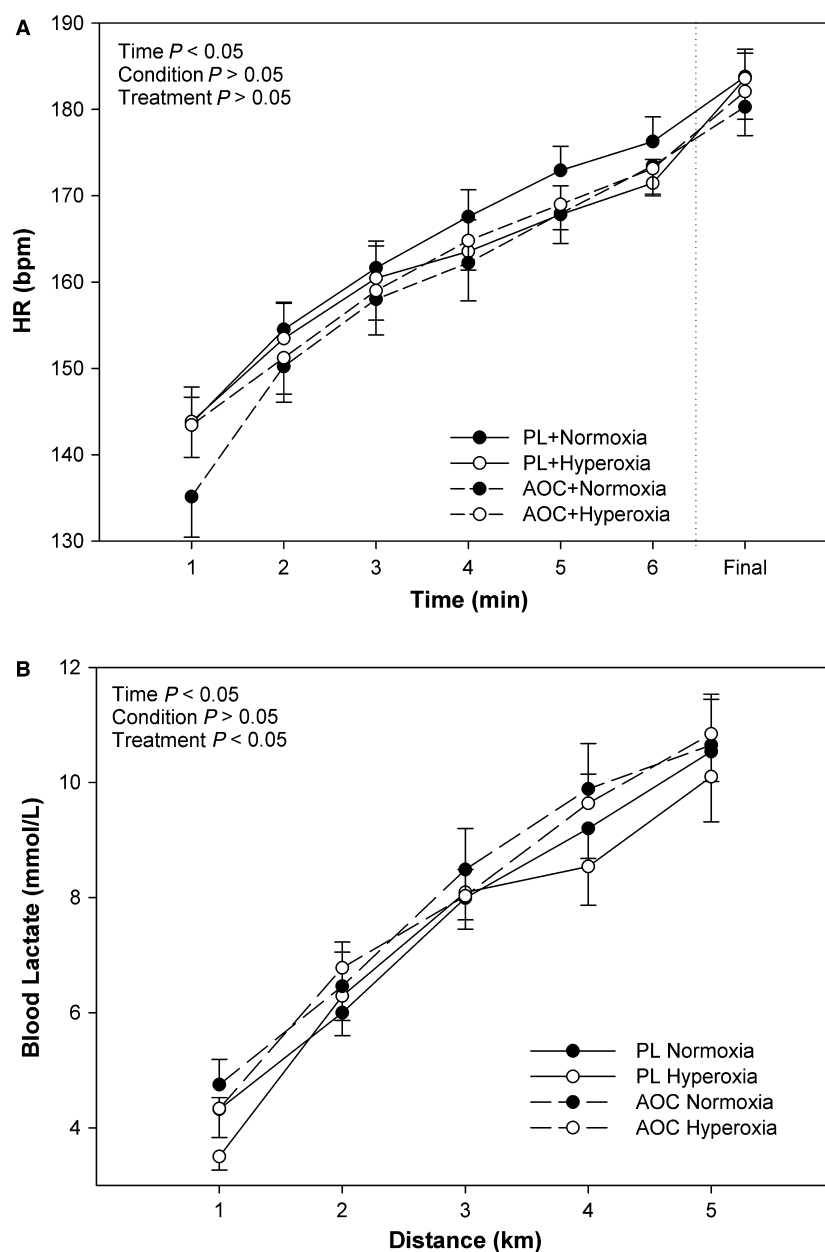 A
190
180
170
160
150
140
130
HR (bpm)
Time P < 0.05
Condition P > 0.05
Treatment P > 0.05
PL+Normoxia
PL+Hyperoxia
AOC+Normoxia
AOC+Hyperoxia
1 2 3 4 5 6 Final
Time (min)
B
12
10
8
6
4
Blood Lactate (mmol/L)
Time P < 0.05
Condition P > 0.05
Treatment P < 0.05
PL Normoxia
PL Hyperoxia
AOC Normoxia
AOC Hyperoxia
1 2 3 4 5
Distance (km)